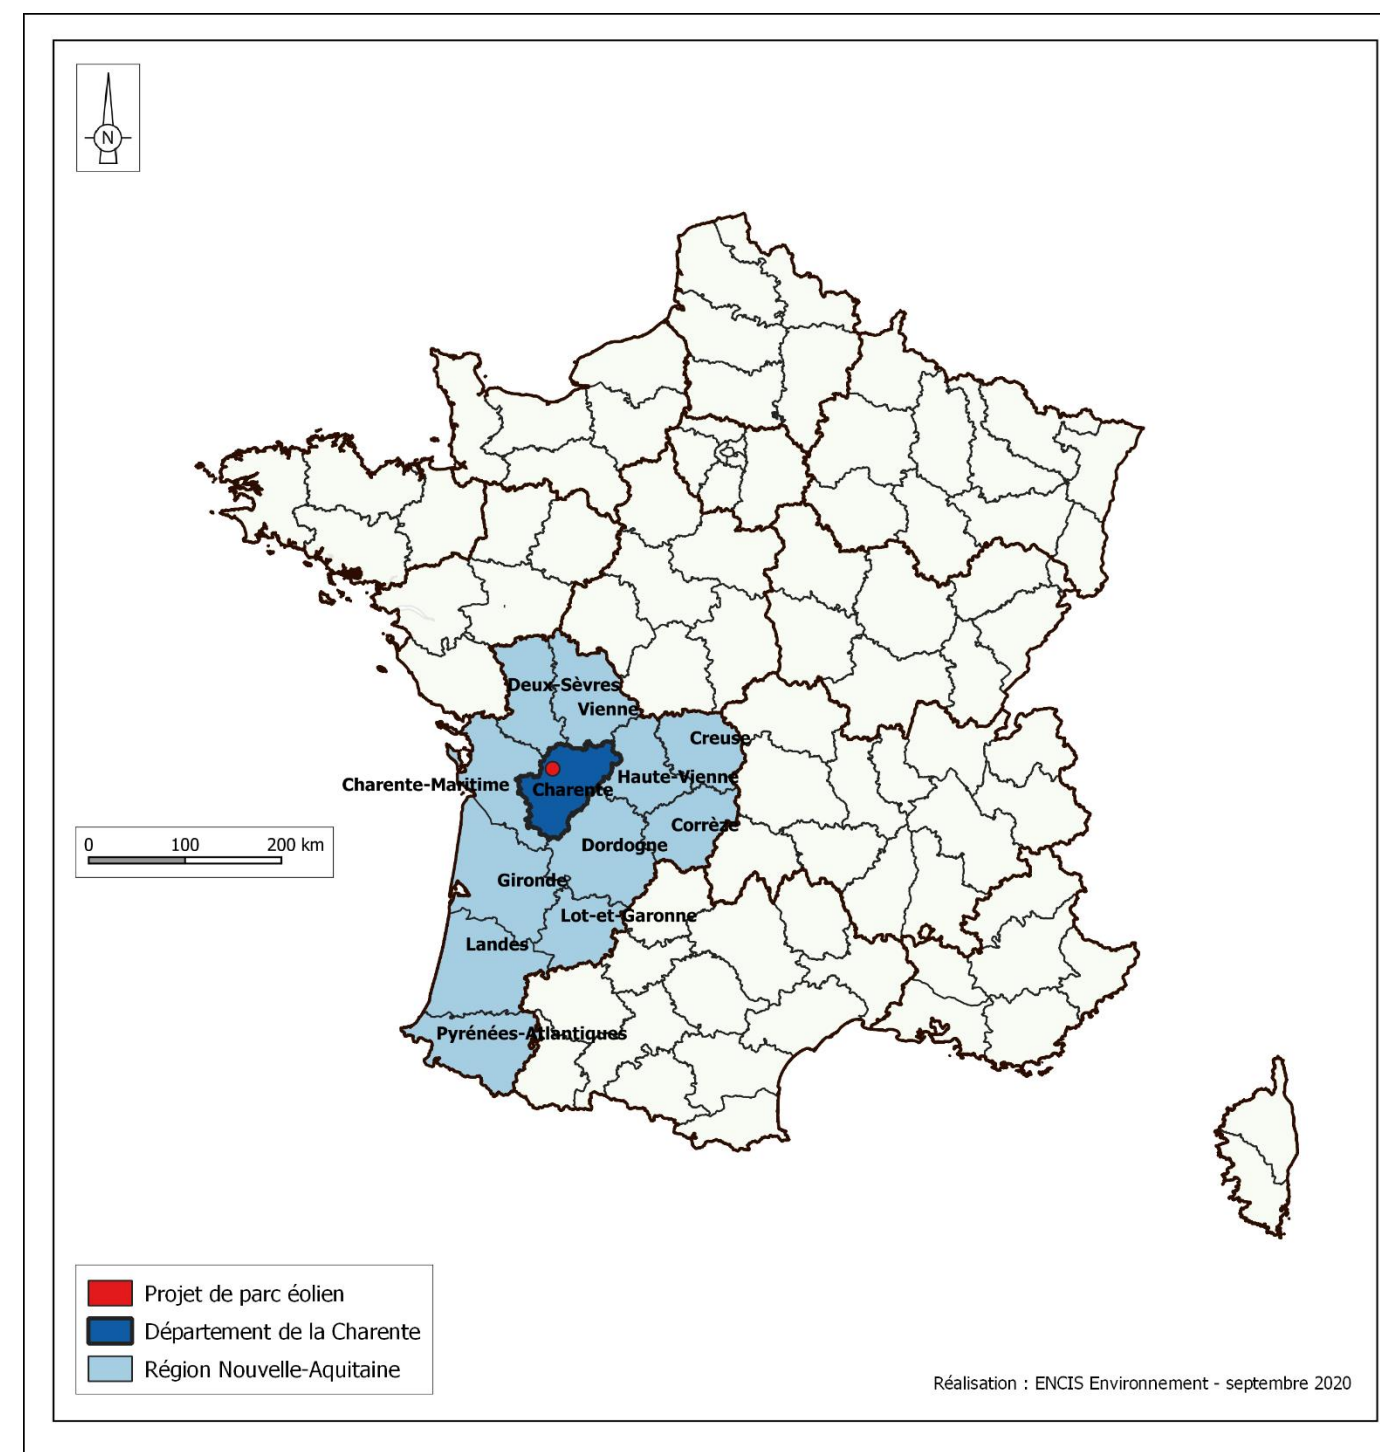 N
Deux-Sèvres
Vienne
Creuse
Haute-Vienne
Charente-Maritime
Charente
Corrèze
Dordogne
0 100 200 km
Gironde
Lot-et-Garonne
Landes
Pyrénées-Atlantiques
Projet de parc éolien
Département de la Charente
Région Nouvelle-Aquitaine
Réalisation : ENCIS Environnement - septembre 2020